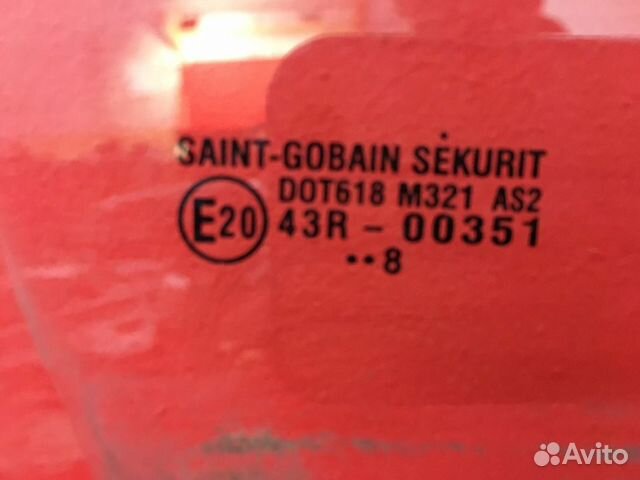 SAINT-GOBAIN SEKURIT
DOT618 M321 AS2
E20 43R - 00351
••8
Avito